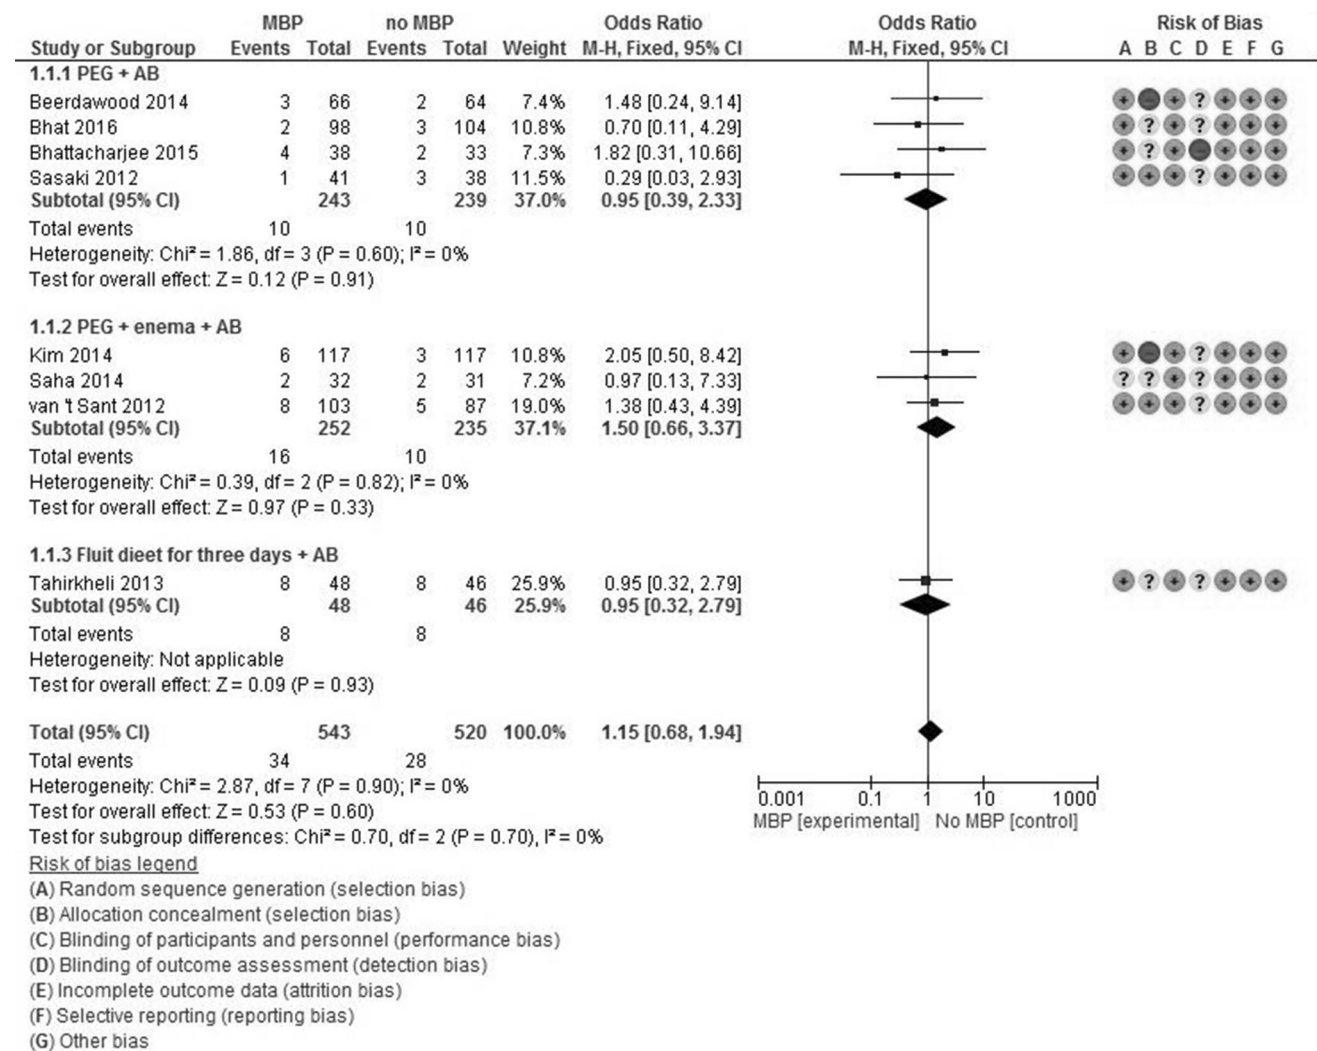 MBP no MBP Odds Ratio Odds Ratio Risk of Bias
Study or Subgroup Events Total Events Total Weight M-H, Fixed, 95% CI M-H, Fixed, 95% CI A B C D E F G
1.1.1 PEG + AB
Beerdawood 2014 3 66 2 64 7.4% 1.48 [0.24, 9.14] + - + ? + + +
Bhat 2016 2 98 3 104 10.8% 0.70 [0.11, 4.29] + ? + ? + + +
Bhattacharjee 2015 4 38 2 33 7.3% 1.82 [0.31, 10.66] + ? + - + + +
Sasaki 2012 1 41 3 38 11.5% 0.29 [0.03, 2.93] + + + ? + + +
Subtotal (95% CI) 243 239 37.0% 0.95 [0.39, 2.33]
Total events 10 10
Heterogeneity: Chi² = 1.86, df = 3 (P = 0.60); I² = 0%
Test for overall effect: Z = 0.12 (P = 0.91)
1.1.2 PEG + enema + AB
Kim 2014 6 117 3 117 10.8% 2.05 [0.50, 8.42] + - + ? + + +
Saha 2014 2 32 2 31 7.2% 0.97 [0.13, 7.33] ? ? + ? + + +
van 't Sant 2012 8 103 5 87 19.0% 1.38 [0.43, 4.39] + + + ? + + +
Subtotal (95% CI) 252 235 37.1% 1.50 [0.66, 3.37]
Total events 16 10
Heterogeneity: Chi² = 0.39, df = 2 (P = 0.82); I² = 0%
Test for overall effect: Z = 0.97 (P = 0.33)
1.1.3 Fluit dieet for three days + AB
Tahirkheli 2013 8 48 8 46 25.9% 0.95 [0.32, 2.79] + ? + ? + + +
Subtotal (95% CI) 48 46 25.9% 0.95 [0.32, 2.79]
Total events 8 8
Heterogeneity: Not applicable
Test for overall effect: Z = 0.09 (P = 0.93)
Total (95% CI) 543 520 100.0% 1.15 [0.68, 1.94]
Total events 34 28
Heterogeneity: Chi² = 2.87, df = 7 (P = 0.90); I² = 0%
Test for overall effect: Z = 0.53 (P = 0.60)
Test for subgroup differences: Chi² = 0.70, df = 2 (P = 0.70), I² = 0%
0.001 0.1 1 10 1000
MBP [experimental] No MBP [control]
Risk of bias legend
(A) Random sequence generation (selection bias)
(B) Allocation concealment (selection bias)
(C) Blinding of participants and personnel (performance bias)
(D) Blinding of outcome assessment (detection bias)
(E) Incomplete outcome data (attrition bias)
(F) Selective reporting (reporting bias)
(G) Other bias